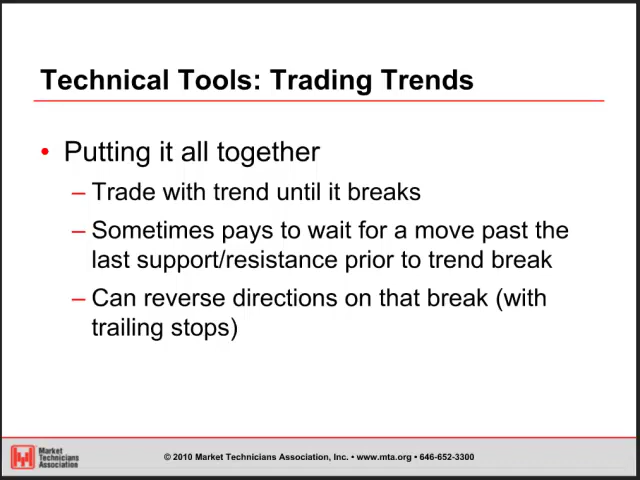 Technical Tools: Trading Trends
• Putting it all together
– Trade with trend until it breaks
– Sometimes pays to wait for a move past the
last support/resistance prior to trend break
– Can reverse directions on that break (with
trailing stops)
Market
Technicians
Association
© 2010 Market Technicians Association, Inc. • www.mta.org • 646-652-3300